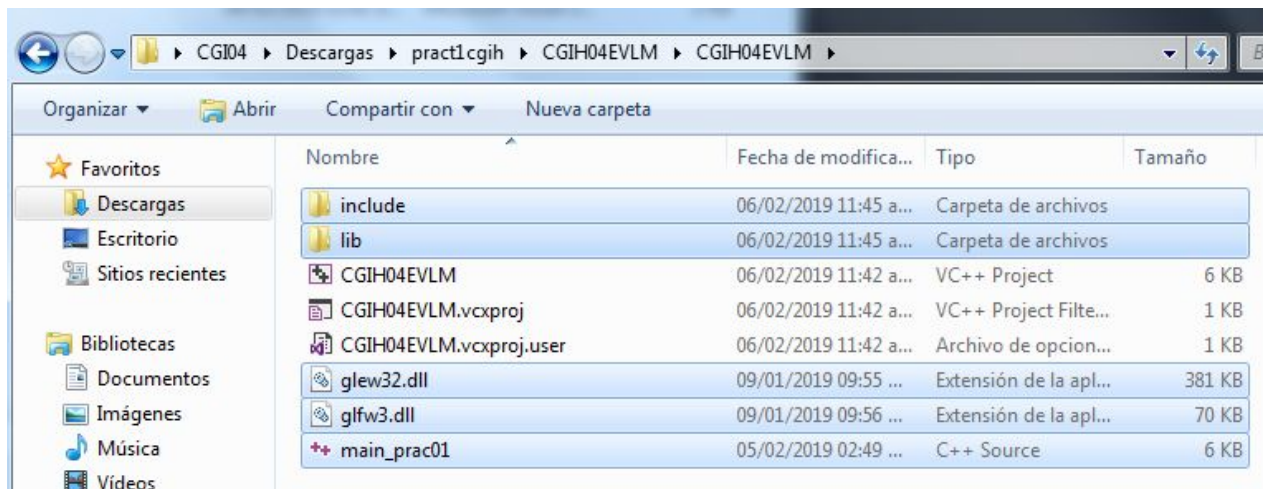 CGI04 Descargas pract1cgih CGIH04EVLM CGIH04EVLM
Organizar Abrir Compartir con Nueva carpeta
Favoritos
Descargas
Escritorio
Sitios recientes
Bibliotecas
Documentos
Imágenes
Música
Vídeos
Nombre Fecha de modifica... Tipo Tamaño
include 06/02/2019 11:45 a... Carpeta de archivos
lib 06/02/2019 11:45 a... Carpeta de archivos
CGIH04EVLM 06/02/2019 11:42 a... VC++ Project 6 KB
CGIH04EVLM.vcxproj 06/02/2019 11:42 a... VC++ Project Filte... 1 KB
CGIH04EVLM.vcxproj.user 06/02/2019 11:42 a... Archivo de opcion... 1 KB
glew32.dll 09/01/2019 09:55 ... Extensión de la apl... 381 KB
glfw3.dll 09/01/2019 09:56 ... Extensión de la apl... 70 KB
main_prac01 05/02/2019 02:49 ... C++ Source 6 KB